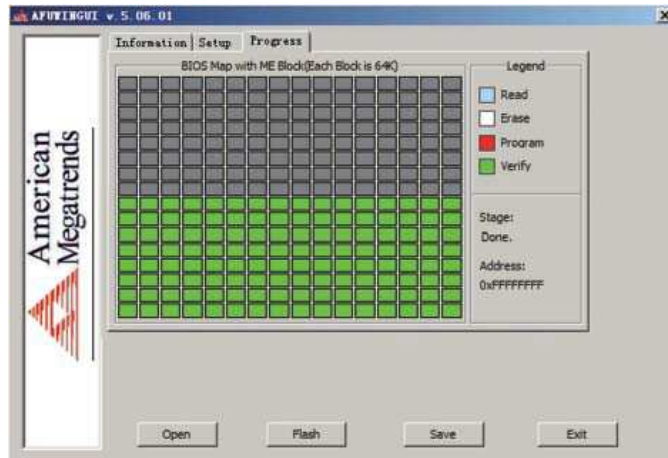 AFUWINGUI v.5.06.01
Information Setup Progress
BIOS Map with ME Block(Each Block is 64K)
Legend
Read
Erase
Program
Verify
Stage:
Done.
Address:
0xFFFFFFFF
American
Megatrends
Open Flash Save Exit